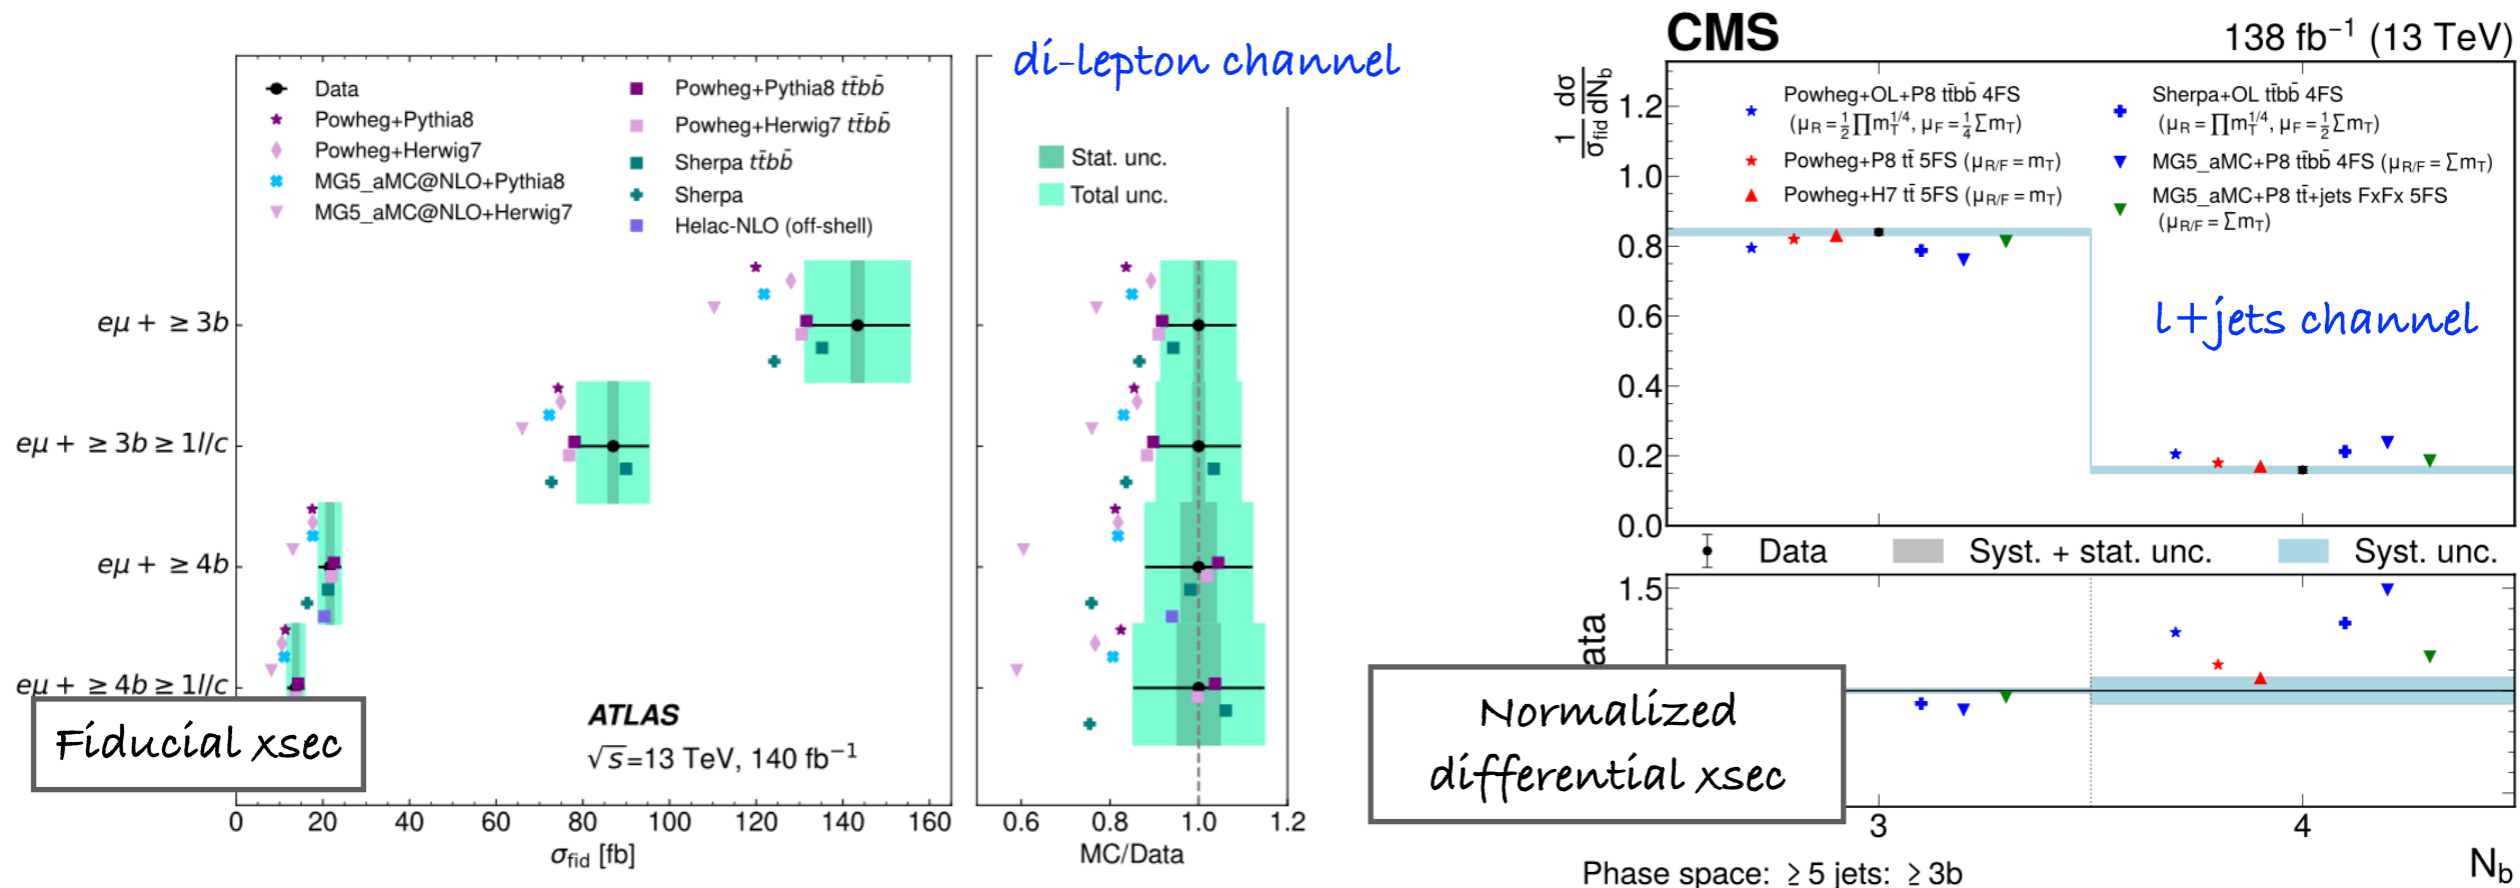 di-lepton channel
Data
Powheg+Pythia8
Powheg+Herwig7
MG5_aMC@NLO+Pythia8
MG5_aMC@NLO+Herwig7
Powheg+Pythia8 tt̄bb̄
Powheg+Herwig7 tt̄bb̄
Sherpa tt̄bb̄
Sherpa
Helac-NLO (off-shell)
Stat. unc.
Total unc.
eμ + ≥ 3b
eμ + ≥ 3b ≥ 1l/c
eμ + ≥ 4b
eμ + ≥ 4b ≥ 1l/c
Fiducial xsec
ATLAS
√s=13 TeV, 140 fb⁻¹
0 20 40 60 80 100 120 140 160
σfid [fb]
0.6 0.8 1.0 1.2
MC/Data
CMS
138 fb⁻¹ (13 TeV)
1/σfid dσ/dNb
1.2
1.0
0.8
0.6
0.4
0.2
0.0
Powheg+OL+P8 tt̄bb̄ 4FS
(μR = ½∏mT^1/4, μF = ¼∑mT)
Powheg+P8 tt̄ 5FS (μR/F = mT)
Powheg+H7 tt̄ 5FS (μR/F = mT)
Sherpa+OL tt̄bb̄ 4FS
(μR = ∏mT^1/4, μF = ½∑mT)
MG5_aMC+P8 tt̄bb̄ 4FS (μR/F = ∑mT)
MG5_aMC+P8 tt̄+jets FxFx 5FS
(μR/F = ∑mT)
l+jets channel
Data
Syst. + stat. unc.
Syst. unc.
1.5
ata
Normalized
differential xsec
3 4
Nb
Phase space: ≥ 5 jets: ≥ 3b